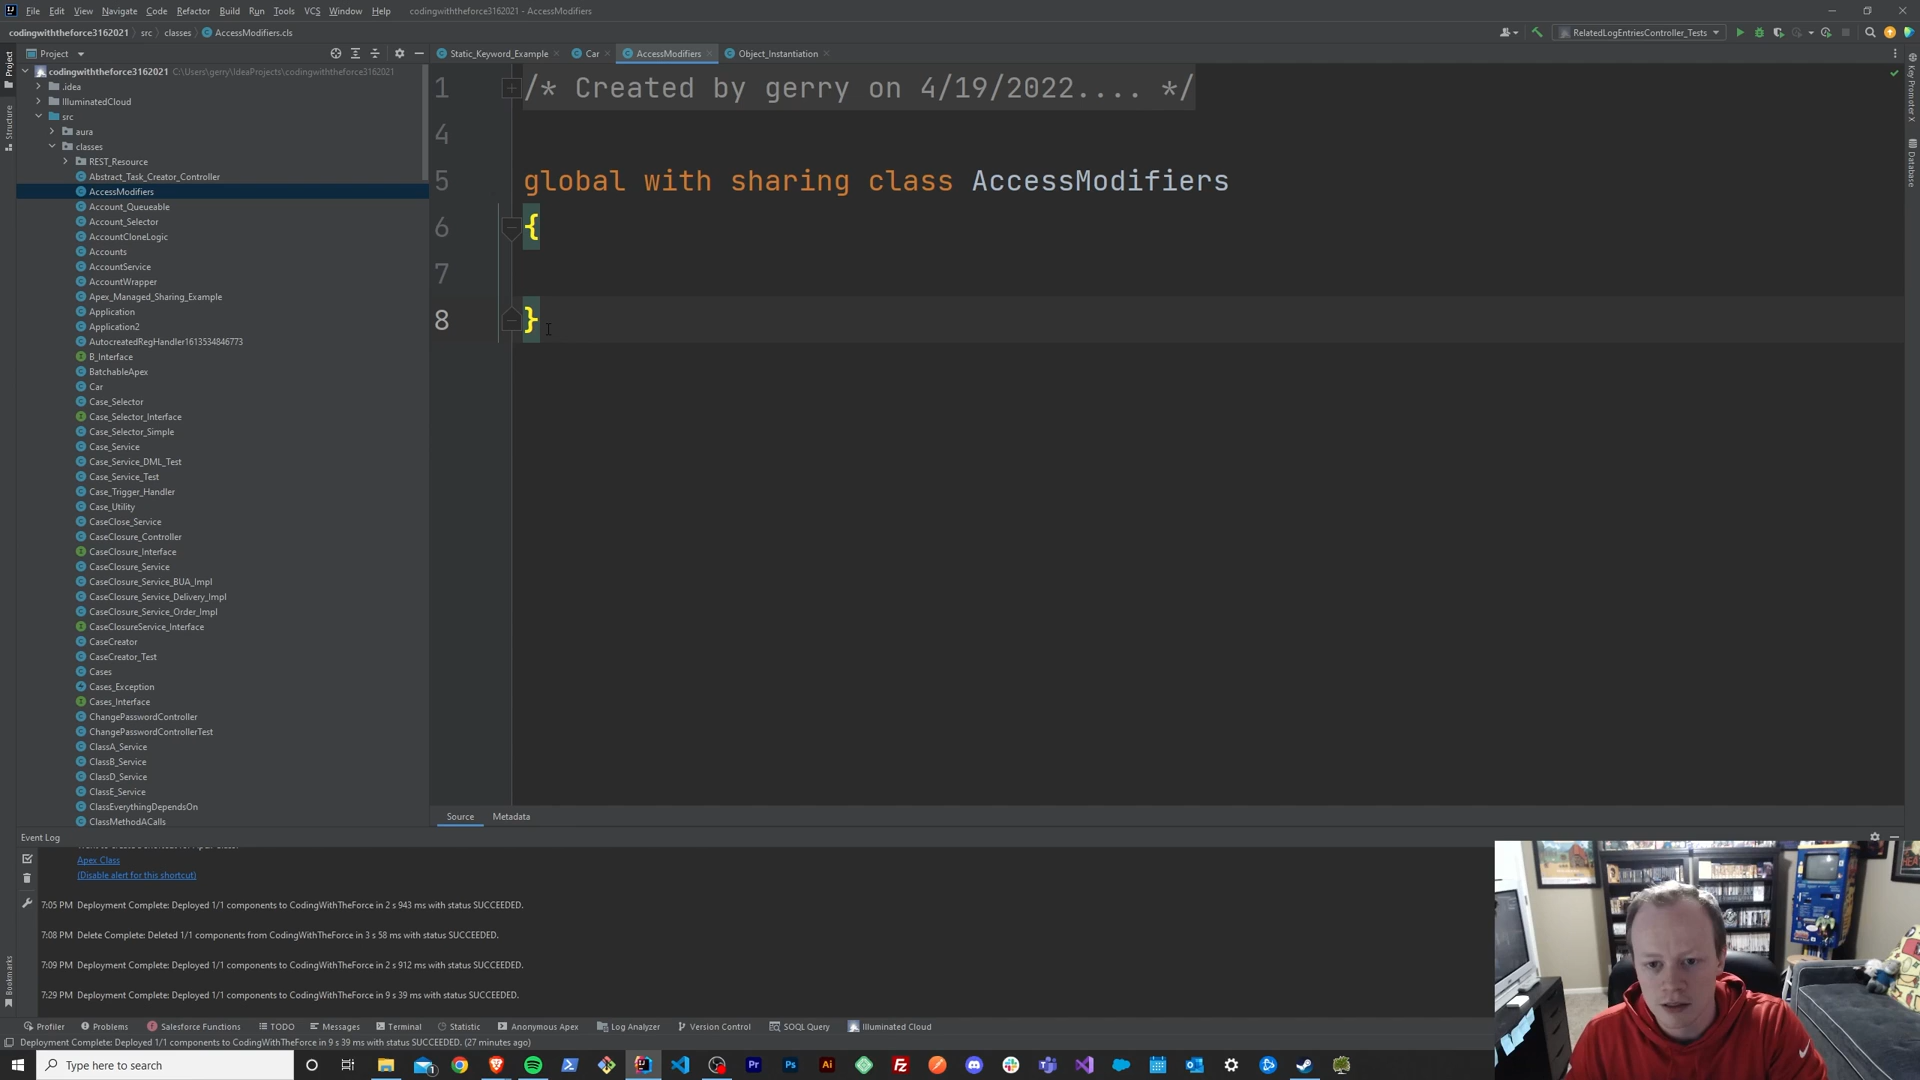 File Edit View Navigate Code Refactor Build Run Tools VCS Window Help codingwiththeforce3162021 - AccessModifiers
codingwiththeforce3162021 src classes AccessModifiers.cls
RelatedLogEntriesController_Tests
Project
Static_Keyword_Example Car AccessModifiers Object_Instantiation
codingwiththeforce3162021 C:\Users\gerry\IdeaProjects\codingwiththeforce3162021
.idea
IlluminatedCloud
src
aura
classes
REST_Resource
Abstract_Task_Creator_Controller
AccessModifiers
Account_Queueable
Account_Selector
AccountCloneLogic
Accounts
AccountService
AccountWrapper
Apex_Managed_Sharing_Example
Application
Application2
AutocreatedRegHandler1613534846773
B_Interface
BatchableApex
Car
Case_Selector
Case_Selector_Interface
Case_Selector_Simple
Case_Service
Case_Service_DML_Test
Case_Service_Test
Case_Trigger_Handler
Case_Utility
CaseClose_Service
CaseClosure_Controller
CaseClosure_Interface
CaseClosure_Service
CaseClosure_Service_BUA_Impl
CaseClosure_Service_Delivery_Impl
CaseClosure_Service_Order_Impl
CaseClosureService_Interface
CaseCreator
CaseCreator_Test
Cases
Cases_Exception
Cases_Interface
ChangePasswordController
ChangePasswordControllerTest
ClassA_Service
ClassB_Service
ClassD_Service
ClassE_Service
ClassEverythingDependsOn
ClassMethodACalls
1 /* Created by gerry on 4/19/2022.... */
4
5 global with sharing class AccessModifiers
6 {
7
8 }
Project
Structure
Bookmarks
Key Promoter X
Database
Source Metadata
Event Log
Apex Class
(Disable alert for this shortcut)
7:05 PM Deployment Complete: Deployed 1/1 components to CodingWithTheForce in 2 s 943 ms with status SUCCEEDED.
7:08 PM Delete Complete: Deleted 1/1 components from CodingWithTheForce in 3 s 58 ms with status SUCCEEDED.
7:09 PM Deployment Complete: Deployed 1/1 components to CodingWithTheForce in 2 s 912 ms with status SUCCEEDED.
7:29 PM Deployment Complete: Deployed 1/1 components to CodingWithTheForce in 9 s 39 ms with status SUCCEEDED.
Profiler Problems Salesforce Functions TODO Messages Terminal Statistic Anonymous Apex Log Analyzer Version Control SOQL Query Illuminated Cloud
Deployment Complete: Deployed 1/1 components to CodingWithTheForce in 9 s 39 ms with status SUCCEEDED. (27 minutes ago)
Type here to search